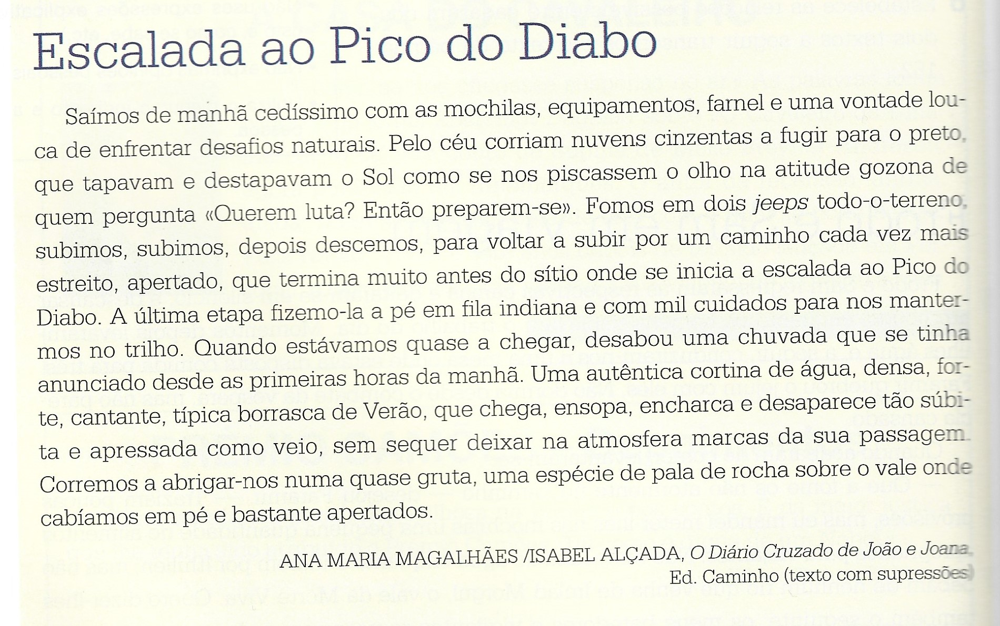 Escalada ao Pico do Diabo
Saímos de manhã cedíssimo com as mochilas, equipamentos, farnel e uma vontade lou-
ca de enfrentar desafios naturais. Pelo céu corriam nuvens cinzentas a fugir para o preto,
que tapavam e destapavam o Sol como se nos piscassem o olho na atitude gozona de
quem pergunta «Querem luta? Então preparem-se». Fomos em dois jeeps todo-o-terreno,
subimos, subimos, depois descemos, para voltar a subir por um caminho cada vez mais
estreito, apertado, que termina muito antes do sítio onde se inicia a escalada ao Pico do
Diabo. A última etapa fizemo-la a pé em fila indiana e com mil cuidados para nos manter-
mos no trilho. Quando estávamos quase a chegar, desabou uma chuvada que se tinha
anunciado desde as primeiras horas da manhã. Uma autêntica cortina de água, densa, for-
te, cantante, típica borrasca de Verão, que chega, ensopa, encharca e desaparece tão súbi-
ta e apressada como veio, sem sequer deixar na atmosfera marcas da sua passagem.
Corremos a abrigar-nos numa quase gruta, uma espécie de pala de rocha sobre o vale onde
cabíamos em pé e bastante apertados.
ANA MARIA MAGALHÃES /ISABEL ALÇADA, O Diário Cruzado de João e Joana,
Ed. Caminho (texto com supressões)